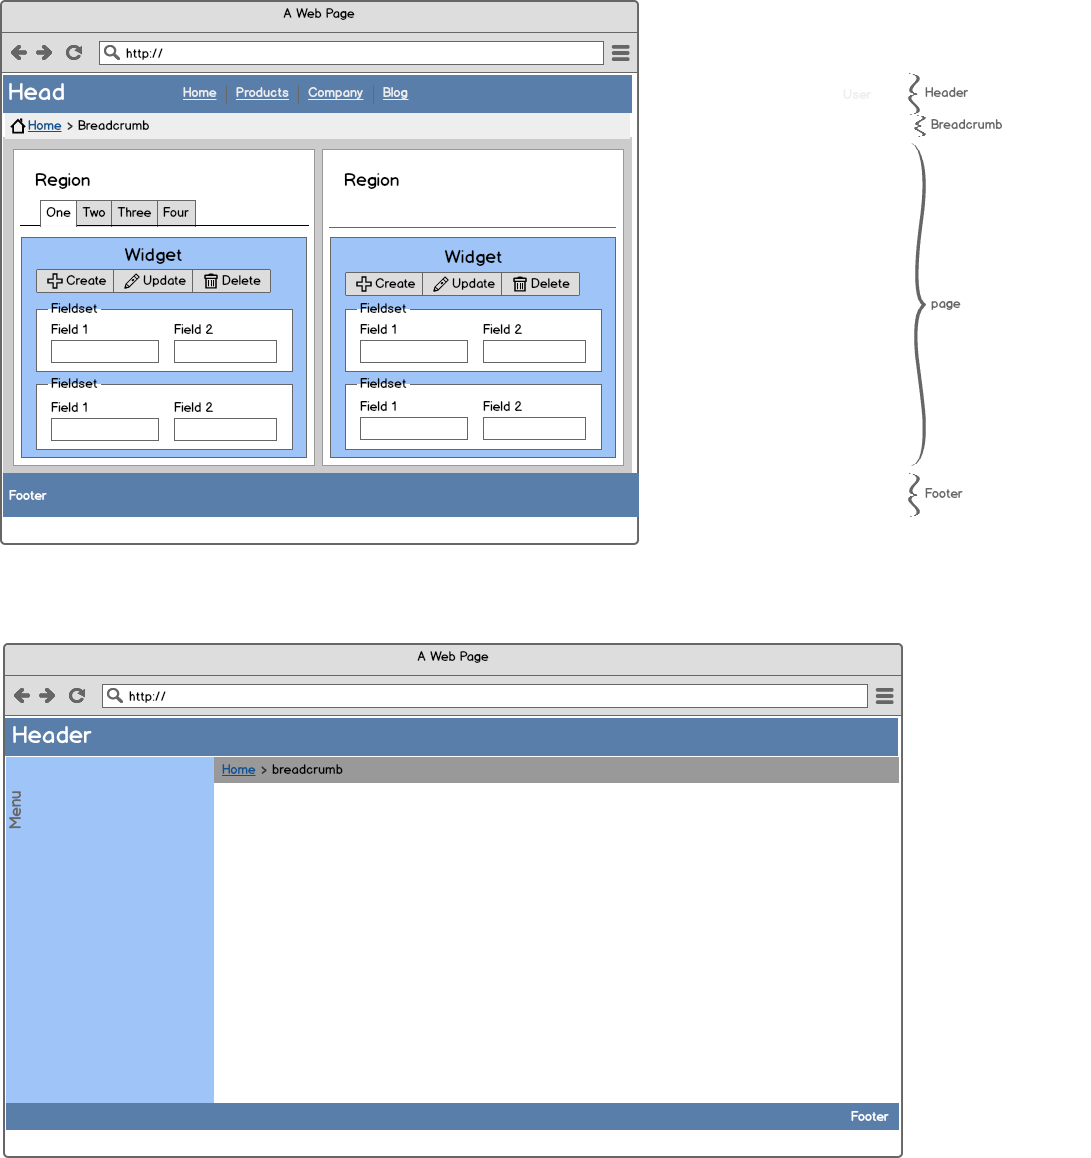 A Web Page
http://
Head Home Products Company Blog User Header
Home > Breadcrumb Breadcrumb
Region Region
One Two Three Four
Widget Widget
Create Update Delete Create Update Delete
Fieldset Fieldset
page
Field 1 Field 2 Field 1 Field 2
Fieldset Fieldset
Field 1 Field 2 Field 1 Field 2
Footer Footer
A Web Page
http://
Header
Home > breadcrumb
Menu
Footer